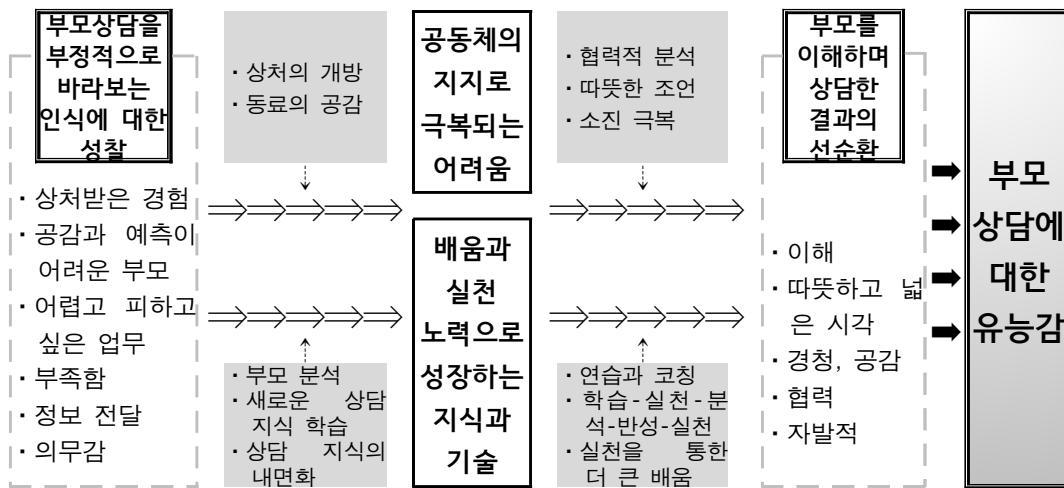 부모상담을
부정적으로
바라보는
인식에 대한
성찰
· 상처받은 경험
· 공감과 예측이
어려운 부모
· 어렵고 피하고
싶은 업무
· 부족함
· 정보 전달
· 의무감
· 상처의 개방
· 동료의 공감
· 부모 분석
· 새로운 상담
지식 학습
· 상담 지식의
내면화
공동체의
지지로
극복되는
어려움
배움과
실천
노력으로
성장하는
지식과
기술
· 협력적 분석
· 따뜻한 조언
· 소진 극복
· 연습과 코칭
· 학습-실천-분
석-반성-실천
· 실천을 통한
더 큰 배움
부모를
이해하며
상담한
결과의
선순환
· 이해
· 따뜻하고 넓
은 시각
· 경청, 공감
· 협력
· 자발적
부모
상담에
대한
유능감